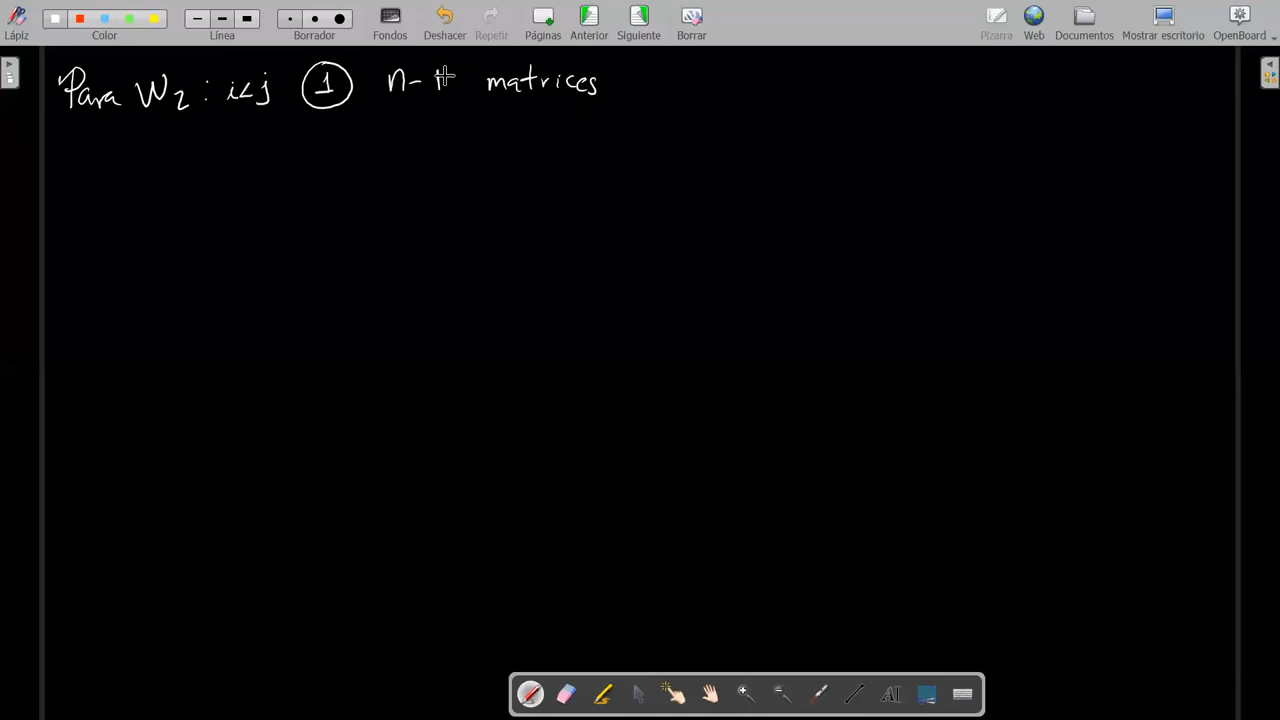 Lápiz Color Línea Borrador Fondos Deshacer Repetir Páginas Anterior Siguiente Borrar Pizarra Web Documentos Mostrar escritorio OpenBoard
Para W₂ : i<j ① n- matrices
AI